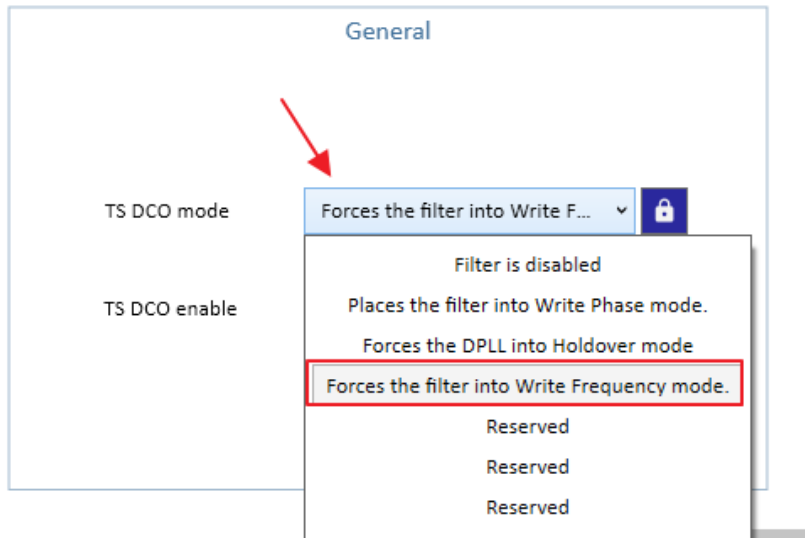 General
TS DCO mode
Forces the filter into Write F...
Filter is disabled
TS DCO enable
Places the filter into Write Phase mode.
Forces the DPLL into Holdover mode
Forces the filter into Write Frequency mode.
Reserved
Reserved
Reserved